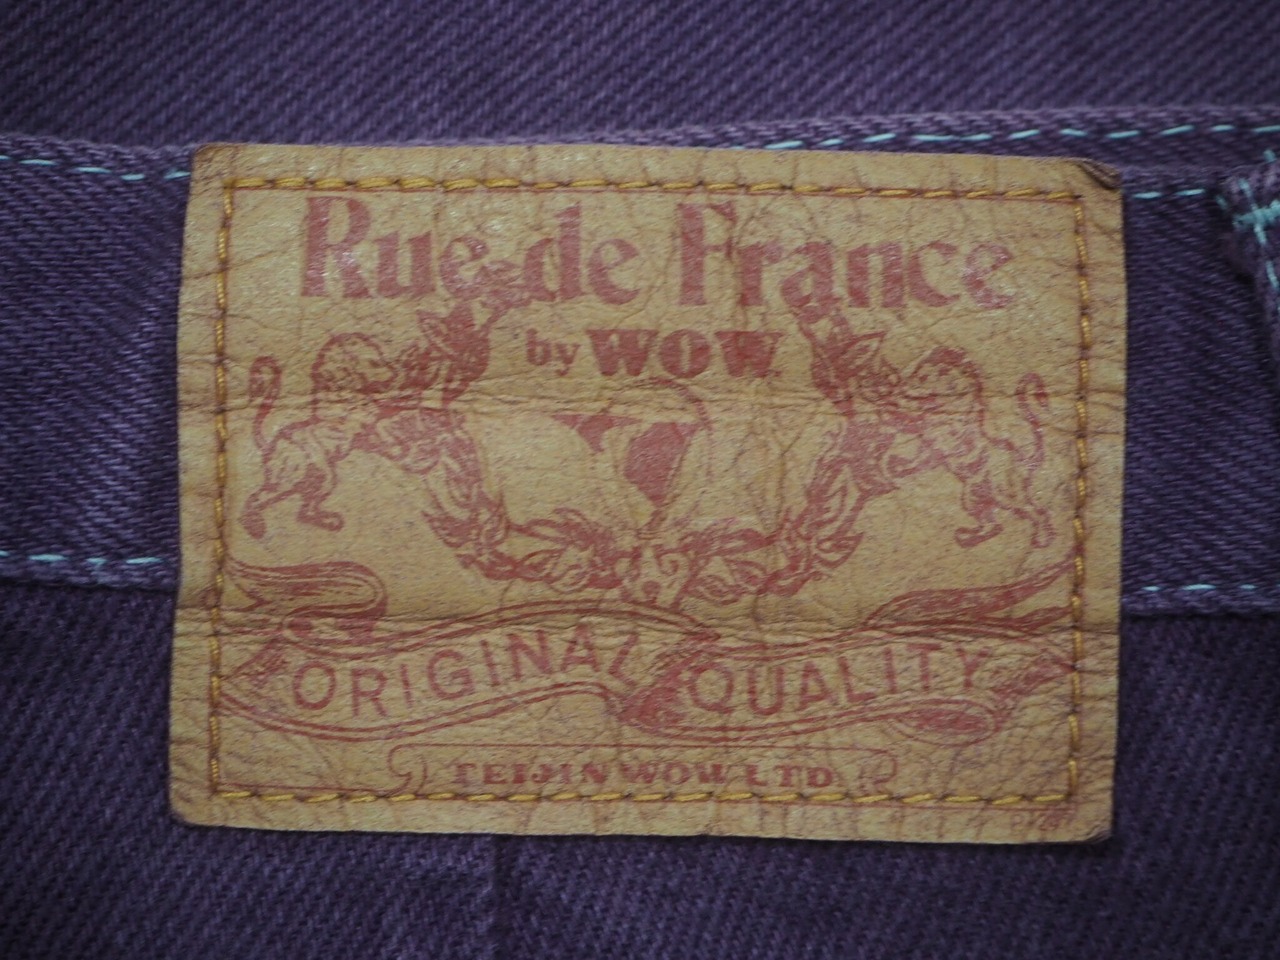 Rue de France
by WOW
ORIGINAL QUALITY
TEIJIN WOW LTD.